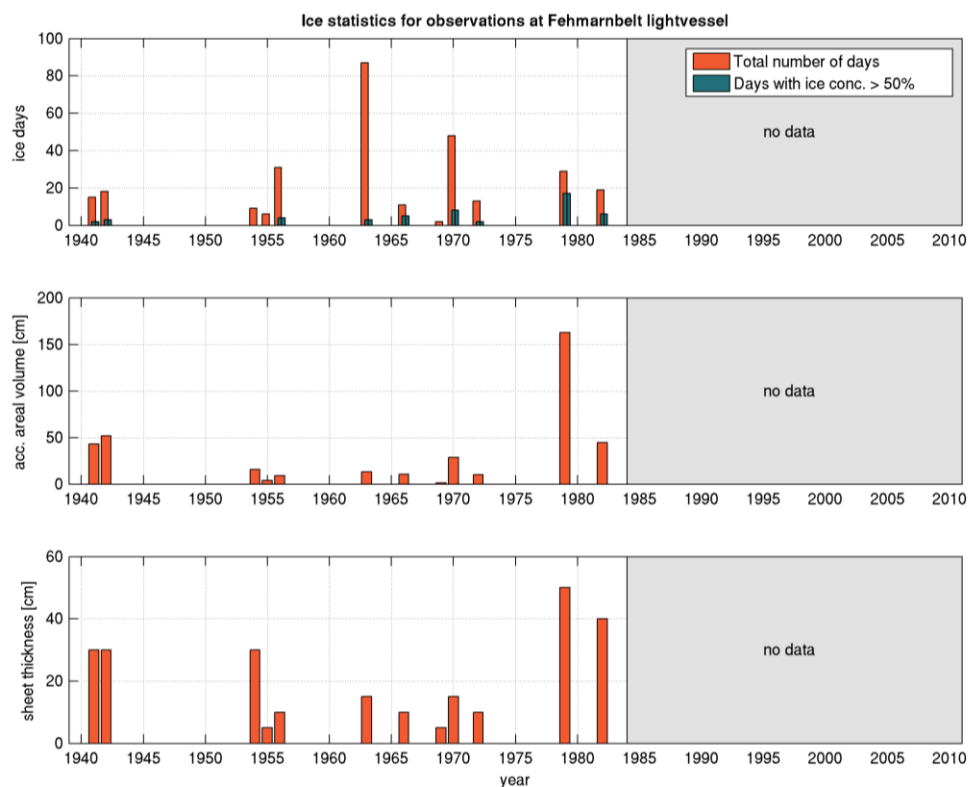 Ice statistics for observations at Fehmarnbelt lightvessel
100
80
60
40
20
0
ice days
Total number of days
Days with ice conc. > 50%
no data
1940 1945 1950 1955 1960 1965 1970 1975 1980 1985 1990 1995 2000 2005 2010
200
150
100
50
0
acc. areal volume [cm]
no data
1940 1945 1950 1955 1960 1965 1970 1975 1980 1985 1990 1995 2000 2005 2010
60
40
20
0
sheet thickness [cm]
no data
1940 1945 1950 1955 1960 1965 1970 1975 1980 1985 1990 1995 2000 2005 2010
year